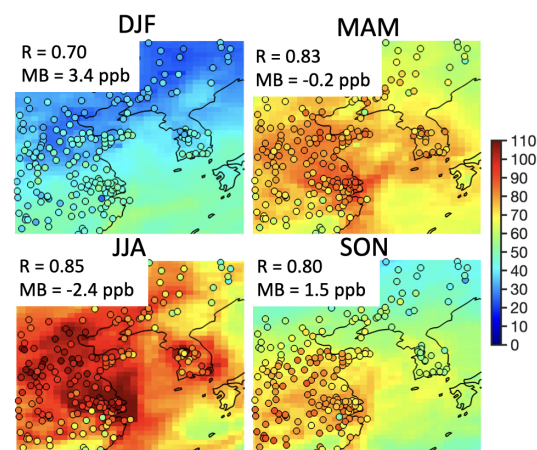 DJF
R = 0.70
MB = 3.4 ppb
MAM
R = 0.83
MB = -0.2 ppb
JJA
R = 0.85
MB = -2.4 ppb
SON
R = 0.80
MB = 1.5 ppb
110
100
90
80
70
60
50
40
30
20
10
0